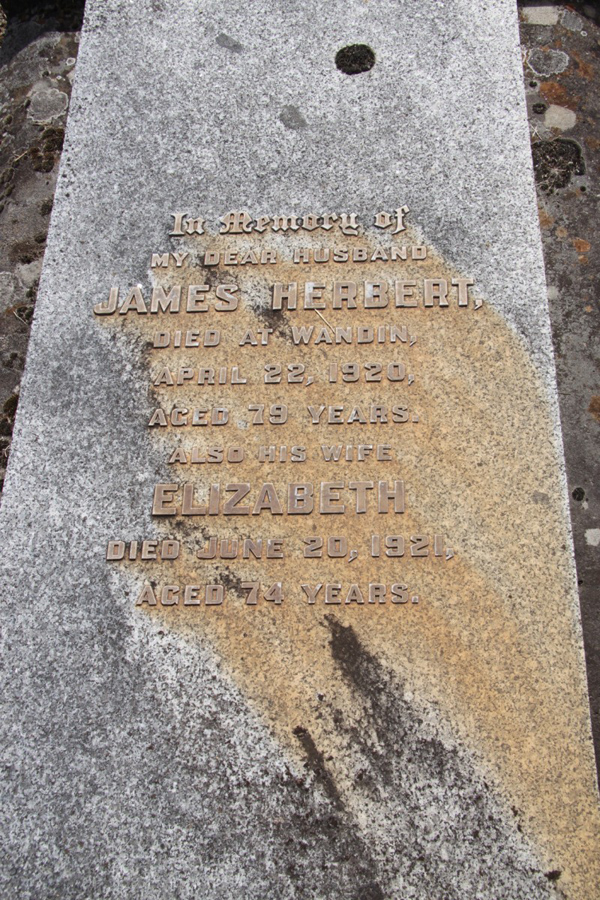 In Memory of
MY DEAR HUSBAND
JAMES HERBERT,
DIED AT WANDIN,
APRIL 22, 1920,
AGED 79 YEARS.
ALSO HIS WIFE
ELIZABETH
DIED JUNE 20, 1921,
AGED 74 YEARS.